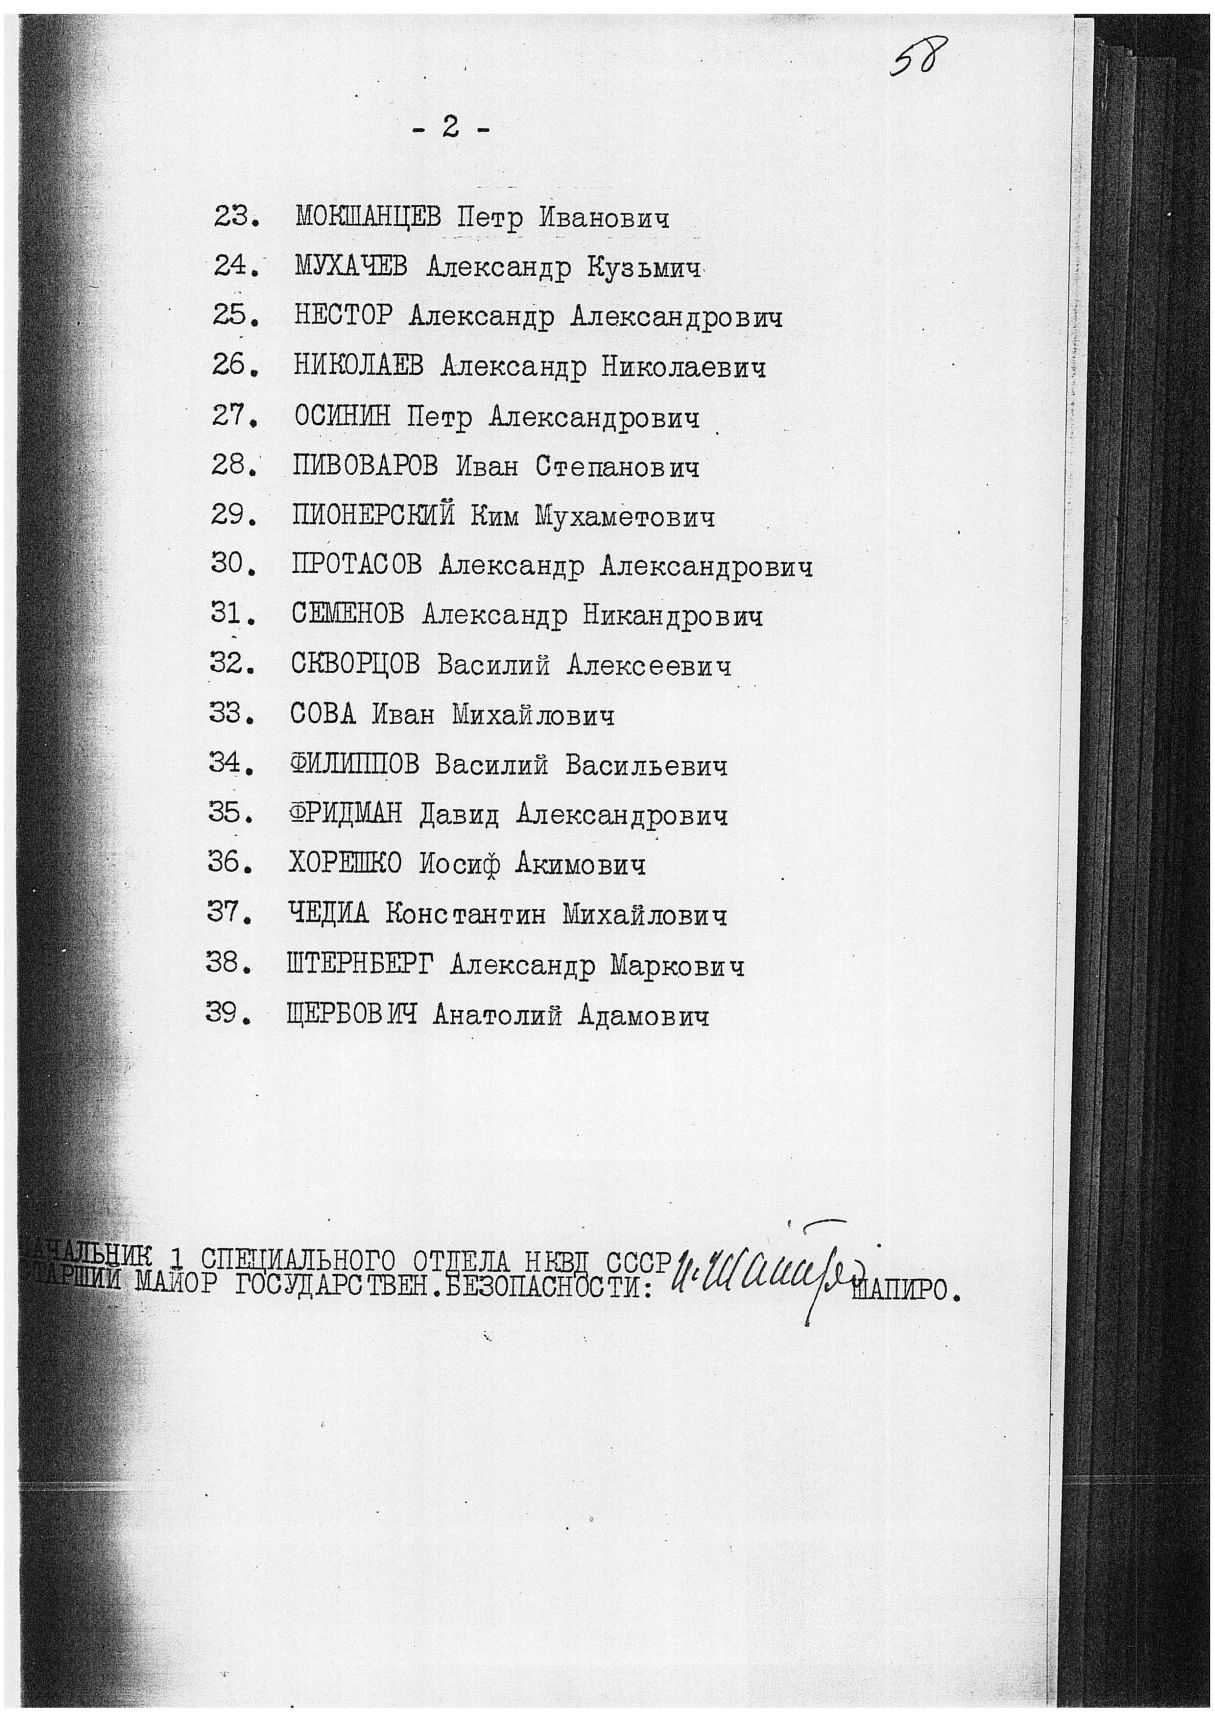 58
- 2 -
23. МОКШАНЦЕВ Петр Иванович
24. МУХАЧЕВ Александр Кузьмич
25. НЕСТОР Александр Александрович
26. НИКОЛАЕВ Александр Николаевич
27. ОСИНИН Петр Александрович
28. ПИВОВАРОВ Иван Степанович
29. ПИОНЕРСКИЙ Ким Мухаметович
30. ПРОТАСОВ Александр Александрович
31. СЕМЕНОВ Александр Никандрович
32. СКВОРЦОВ Василий Алексеевич
33. СОВА Иван Михайлович
34. ФИЛИППОВ Василий Васильевич
35. ФРИДМАН Давид Александрович
36. ХОРЕШКО Иосиф Акимович
37. ЧЕДИА Константин Михайлович
38. ШТЕРНБЕРГ Александр Маркович
39. ЩЕРБОВИЧ Анатолий Адамович
НАЧАЛЬНИК 1 СПЕЦИАЛЬНОГО ОТДЕЛА НКВД СССР
СТАРШИЙ МАЙОР ГОСУДАРСТВЕН.БЕЗОПАСНОСТИ: И. Шапиро ШАПИРО.